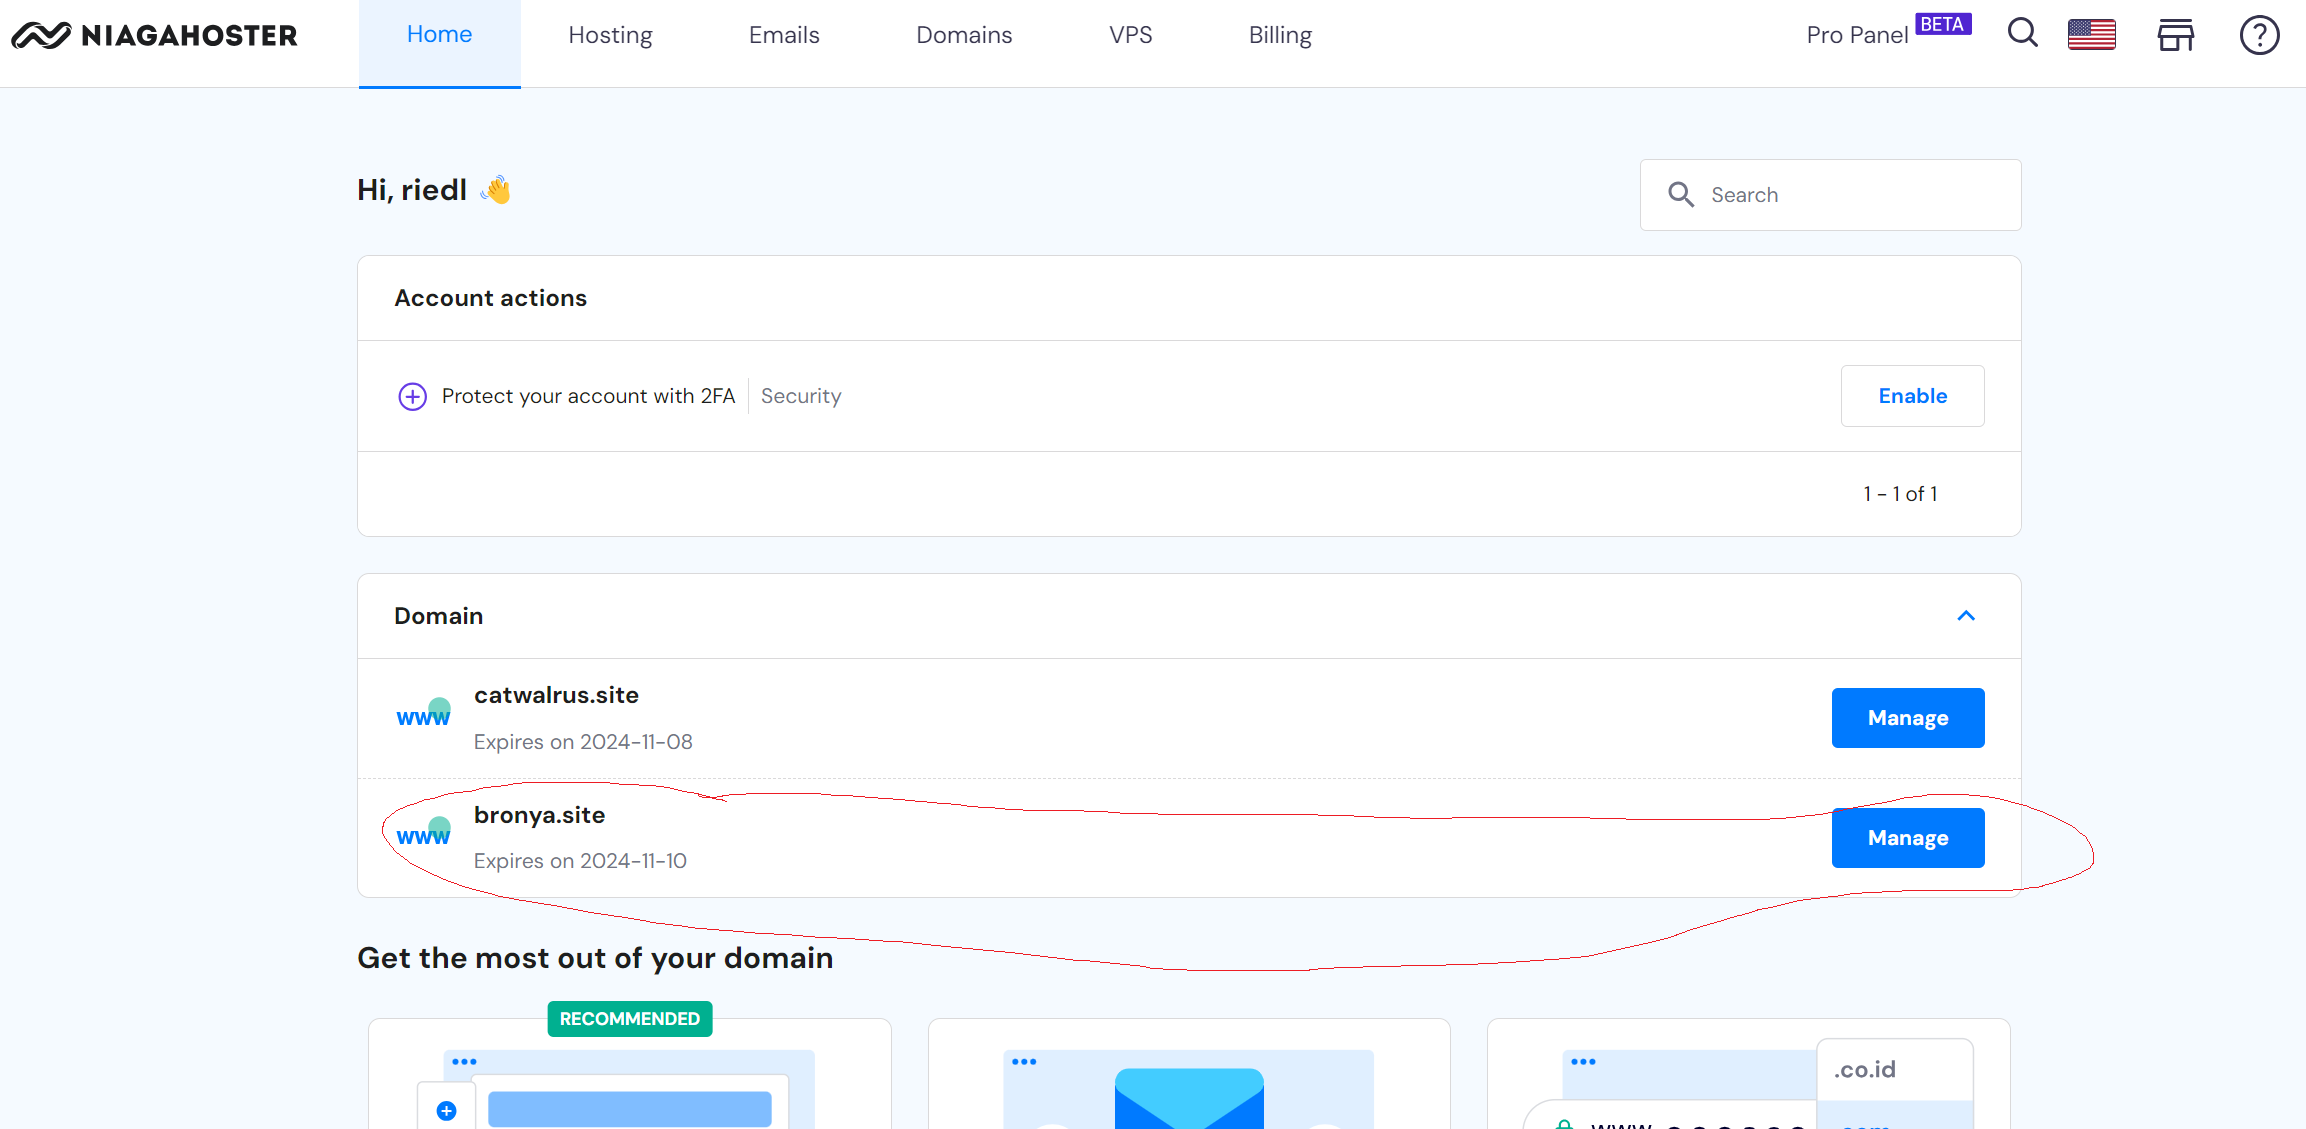 NIAGAHOSTER
Home
Hosting
Emails
Domains
VPS
Billing
Pro Panel BETA
Hi, riedl 👋
Search
Account actions
Protect your account with 2FA Security
Enable
1 - 1 of 1
Domain
www
catwalrus.site
Expires on 2024-11-08
Manage
www
bronya.site
Expires on 2024-11-10
Manage
Get the most out of your domain
RECOMMENDED
.co.id
www
.com